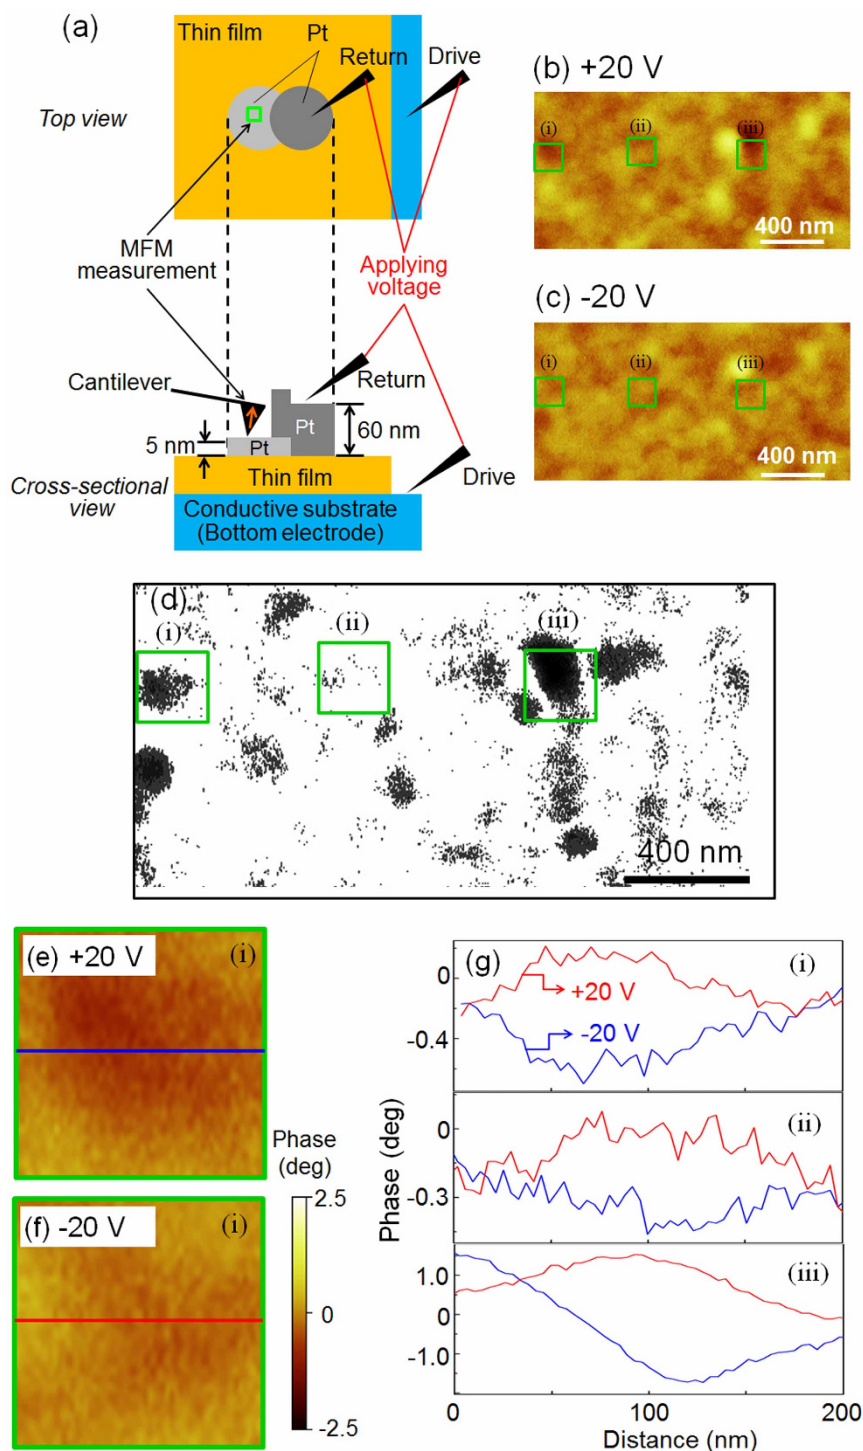 (a)
Thin film
Pt
Return
Drive
Top view
MFM
measurement
Applying
voltage
Cantilever
Return
5 nm
Pt
Pt
60 nm
Drive
Cross-sectional
view
Thin film
Conductive substrate
(Bottom electrode)
(b) +20 V
(i)
(ii)
(iii)
400 nm
(c) -20 V
(i)
(ii)
(iii)
400 nm
(d)
(i)
(ii)
(iii)
400 nm
(e) +20 V
(i)
Phase
(deg)
2.5
0
-2.5
(f) -20 V
(i)
(g)
(i)
+20 V
-20 V
0
-0.4
(ii)
0
-0.3
(iii)
1.0
0
-1.0
Phase (deg)
0
100
200
Distance (nm)